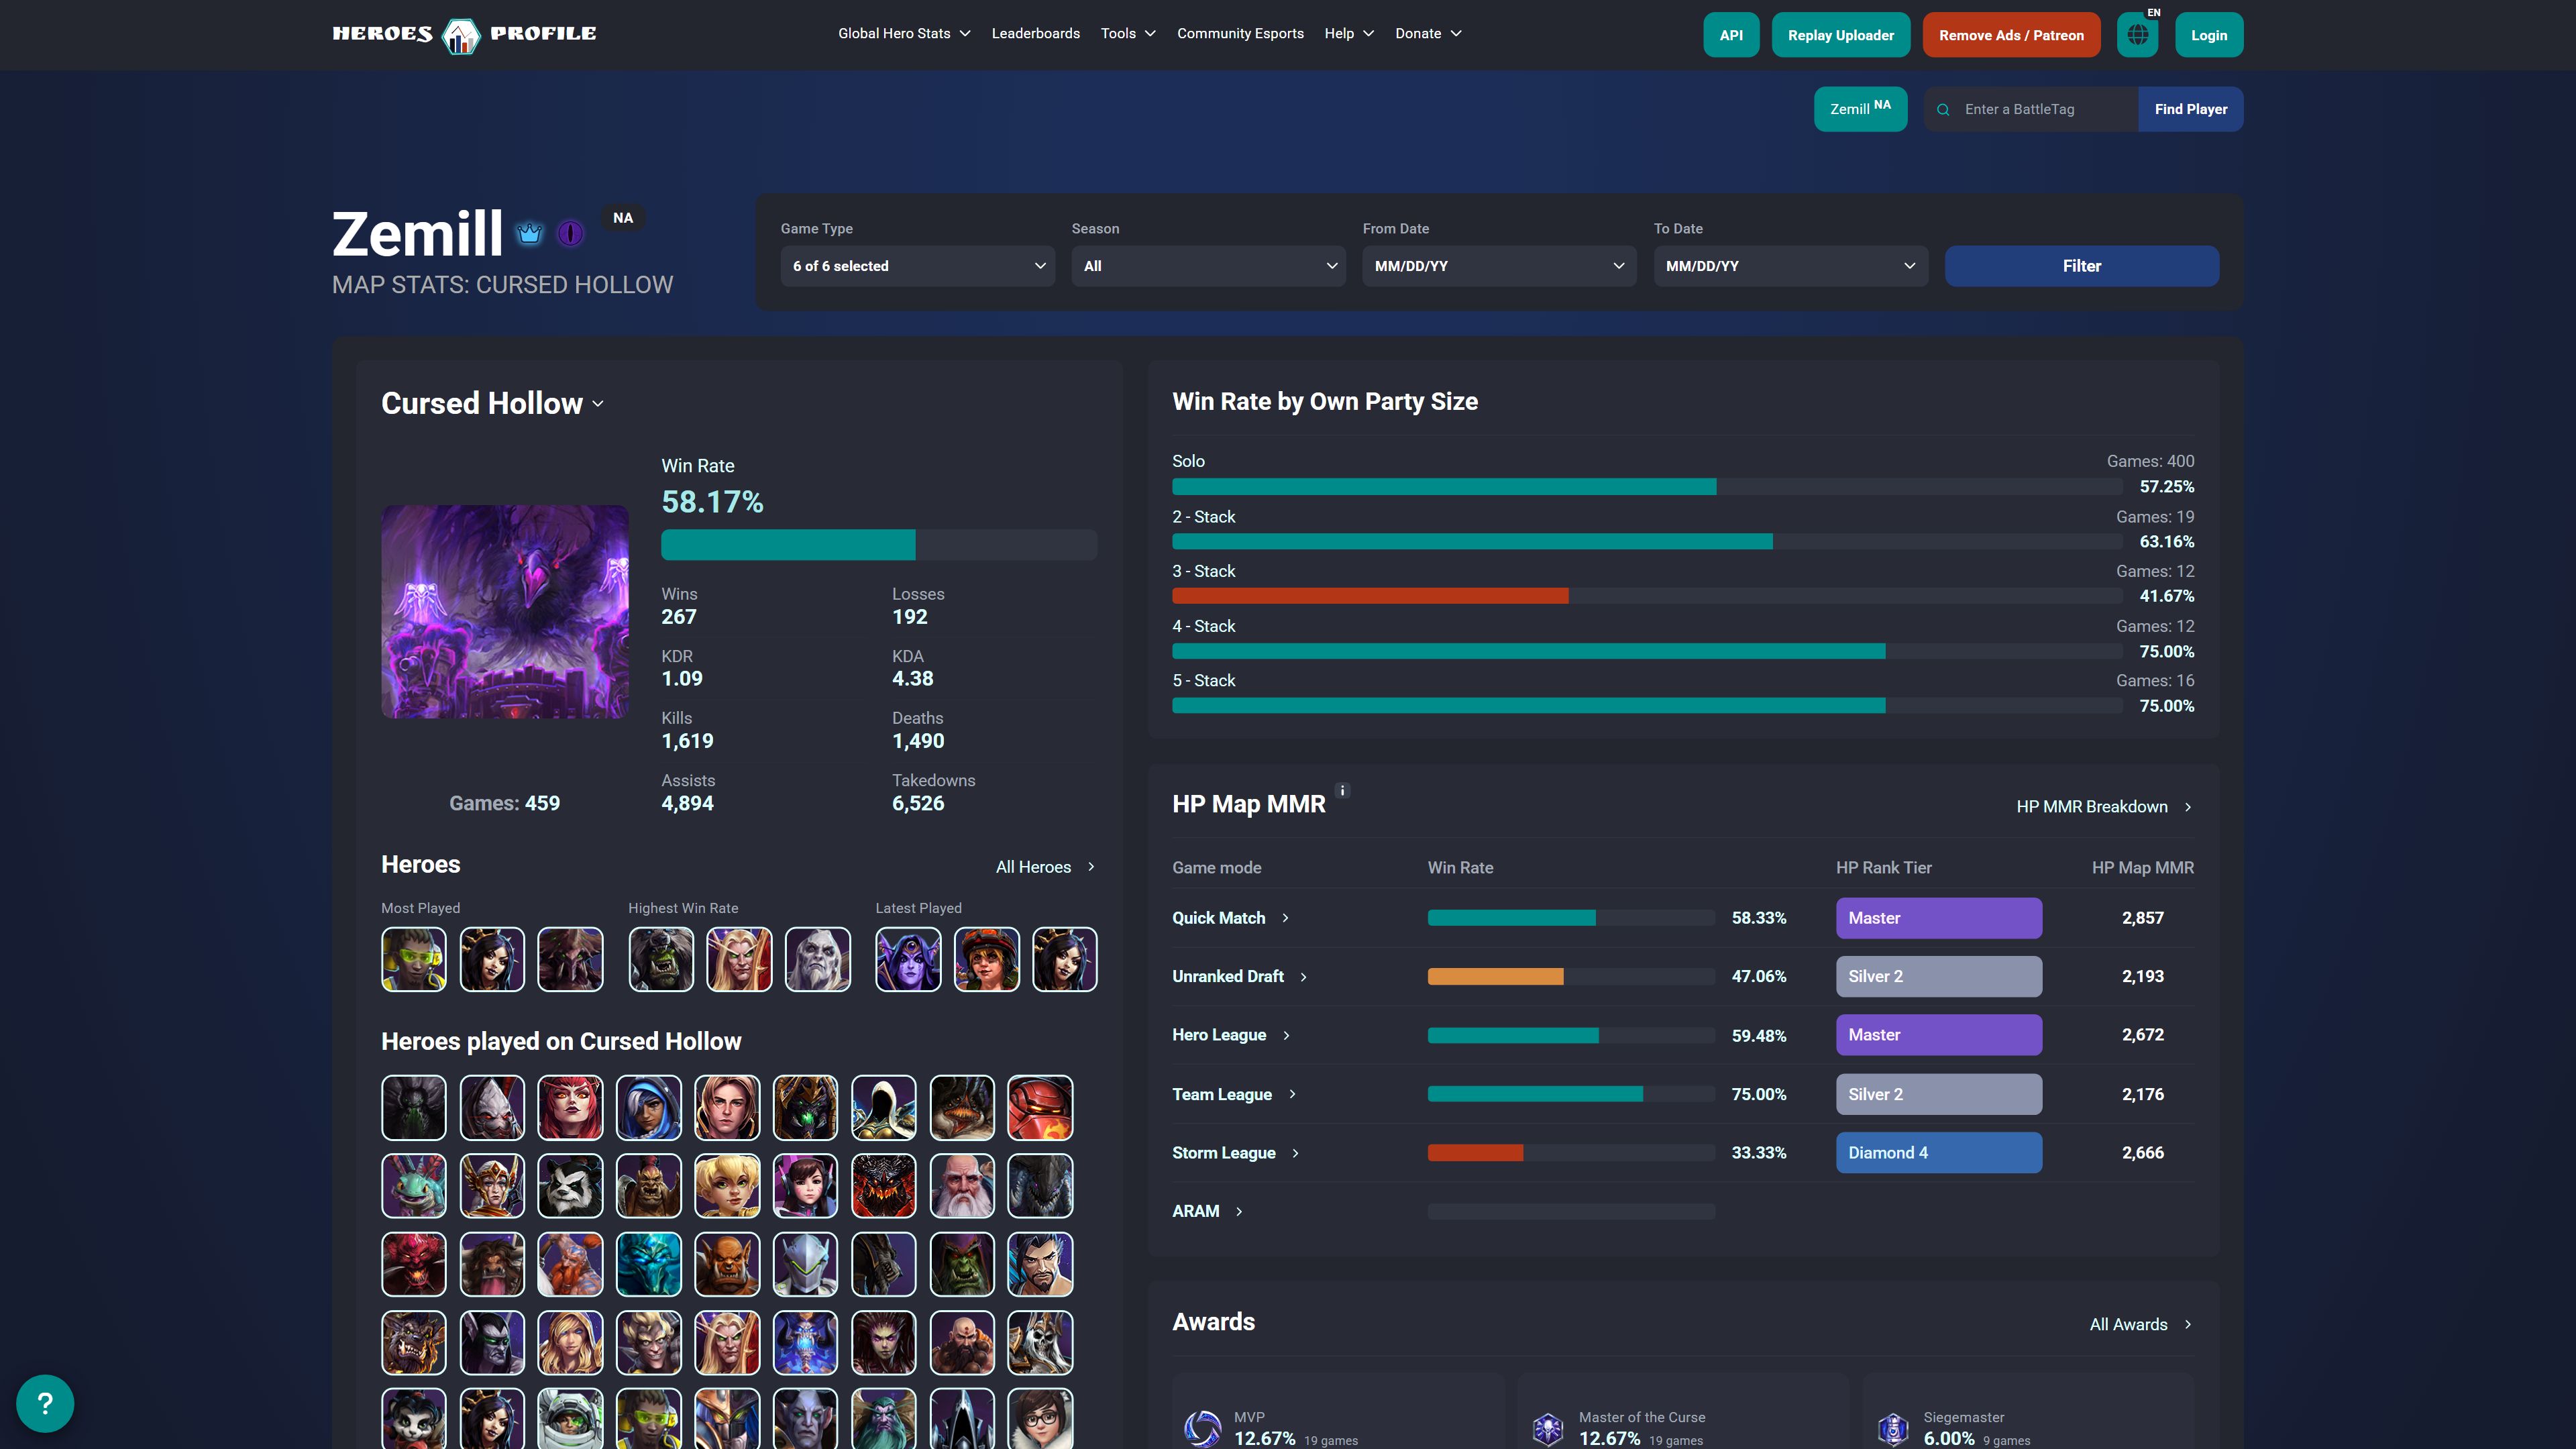 HEROES PROFILE
Global Hero Stats
Leaderboards
Tools
Community Esports
Help
Donate
API
Replay Uploader
Remove Ads / Patreon
EN
Login
Zemill NA
Enter a BattleTag
Find Player
Zemill
NA
MAP STATS: CURSED HOLLOW
Game Type
6 of 6 selected
Season
All
From Date
MM/DD/YY
To Date
MM/DD/YY
Filter
Cursed Hollow
Win Rate
58.17%
Wins
267
Losses
192
KDR
1.09
KDA
4.38
Kills
1,619
Deaths
1,490
Assists
4,894
Takedowns
6,526
Games: 459
Heroes
All Heroes
Most Played
Highest Win Rate
Latest Played
Heroes played on Cursed Hollow
Win Rate by Own Party Size
Solo
Games: 400
57.25%
2 - Stack
Games: 19
63.16%
3 - Stack
Games: 12
41.67%
4 - Stack
Games: 12
75.00%
5 - Stack
Games: 16
75.00%
HP Map MMR
i
HP MMR Breakdown
Game mode
Win Rate
HP Rank Tier
HP Map MMR
Quick Match
58.33%
Master
2,857
Unranked Draft
47.06%
Silver 2
2,193
Hero League
59.48%
Master
2,672
Team League
75.00%
Silver 2
2,176
Storm League
33.33%
Diamond 4
2,666
ARAM
Awards
All Awards
MVP
12.67% 19 games
Master of the Curse
12.67% 19 games
Siegemaster
6.00% 9 games
?